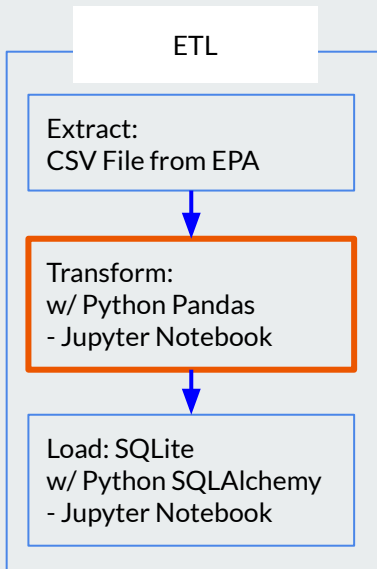 ETL
Extract:
CSV File from EPA
Transform:
w/ Python Pandas
- Jupyter Notebook
Load: SQLite
w/ Python SQLAlchemy
- Jupyter Notebook